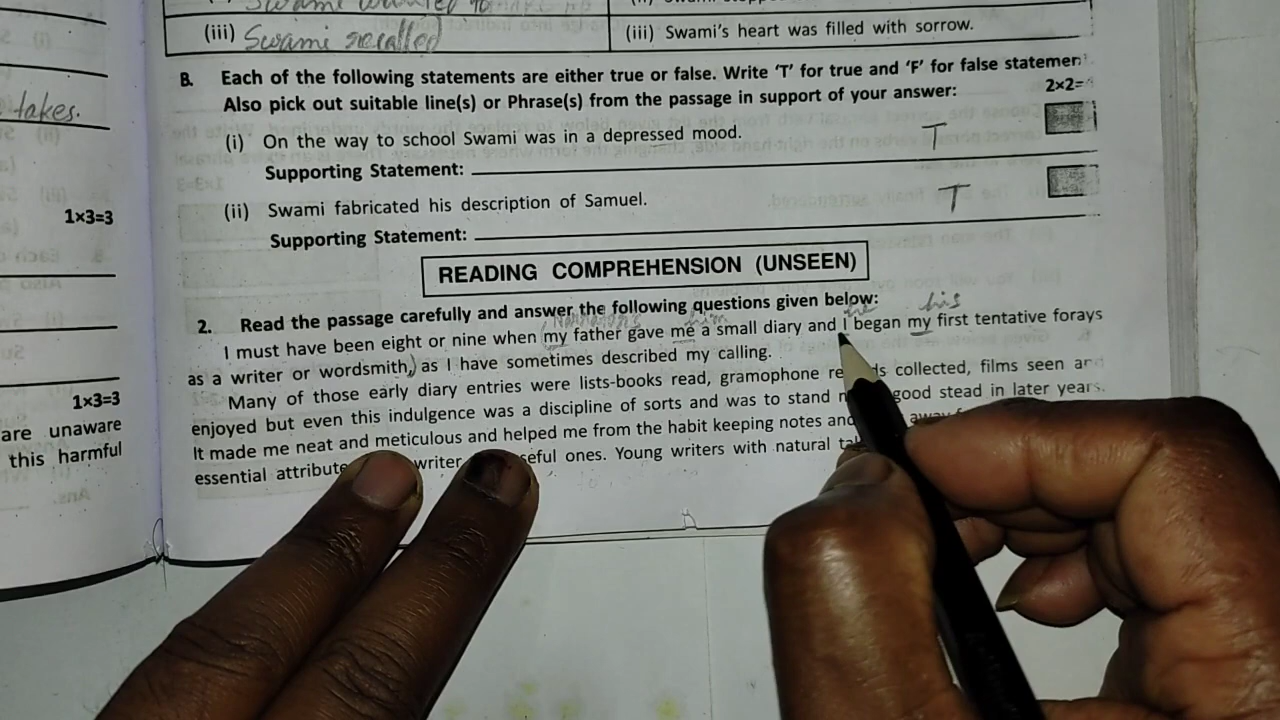 (iii) Swami recalled
(iii) Swami's heart was filled with sorrow.
takes.
1×3=3
1×3=3
are unaware
this harmful
B. Each of the following statements are either true or false. Write 'T' for true and 'F' for false statemen
Also pick out suitable line(s) or Phrase(s) from the passage in support of your answer: 2×2=
(i) On the way to school Swami was in a depressed mood. T
Supporting Statement:
(ii) Swami fabricated his description of Samuel. T
Supporting Statement:
READING COMPREHENSION (UNSEEN)
2. Read the passage carefully and answer the following questions given below:
him he his
I must have been eight or nine when my father gave me a small diary and I began my first tentative forays
as a writer or wordsmith, as I have sometimes described my calling.
Many of those early diary entries were lists-books read, gramophone collected, films seen
enjoyed but even this indulgence was a discipline of sorts and was to stand good stead in later years.
It made me neat and meticulous and helped me from the habit keeping notes and
essential attribute writer ones. Young writers with natural